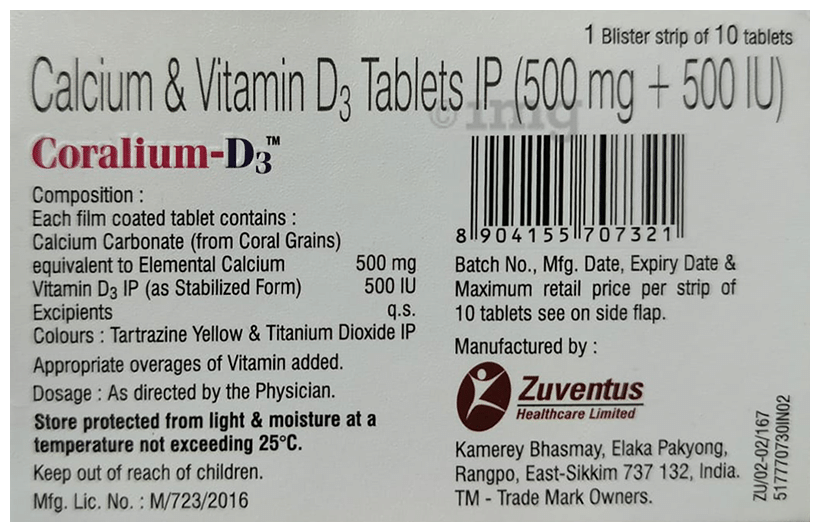 1 Blister strip of 10 tablets
Calcium & Vitamin D3 Tablets IP (500 mg + 500 IU)
© 1mg
Coralium-D3™
Composition :
Each film coated tablet contains :
Calcium Carbonate (from Coral Grains)
equivalent to Elemental Calcium 500 mg
Vitamin D3 IP (as Stabilized Form) 500 IU
Excipients q.s.
Colours : Tartrazine Yellow & Titanium Dioxide IP
Appropriate overages of Vitamin added.
Dosage : As directed by the Physician.
Store protected from light & moisture at a
temperature not exceeding 25°C.
Keep out of reach of children.
Mfg. Lic. No. : M/723/2016
8 904155 707321
Batch No., Mfg. Date, Expiry Date &
Maximum retail price per strip of
10 tablets see on side flap.
Manufactured by :
Zuventus
Healthcare Limited
Kamerey Bhasmay, Elaka Pakyong,
Rangpo, East-Sikkim 737 132, India.
TM - Trade Mark Owners.
ZU/02-02/167
517770730IN02